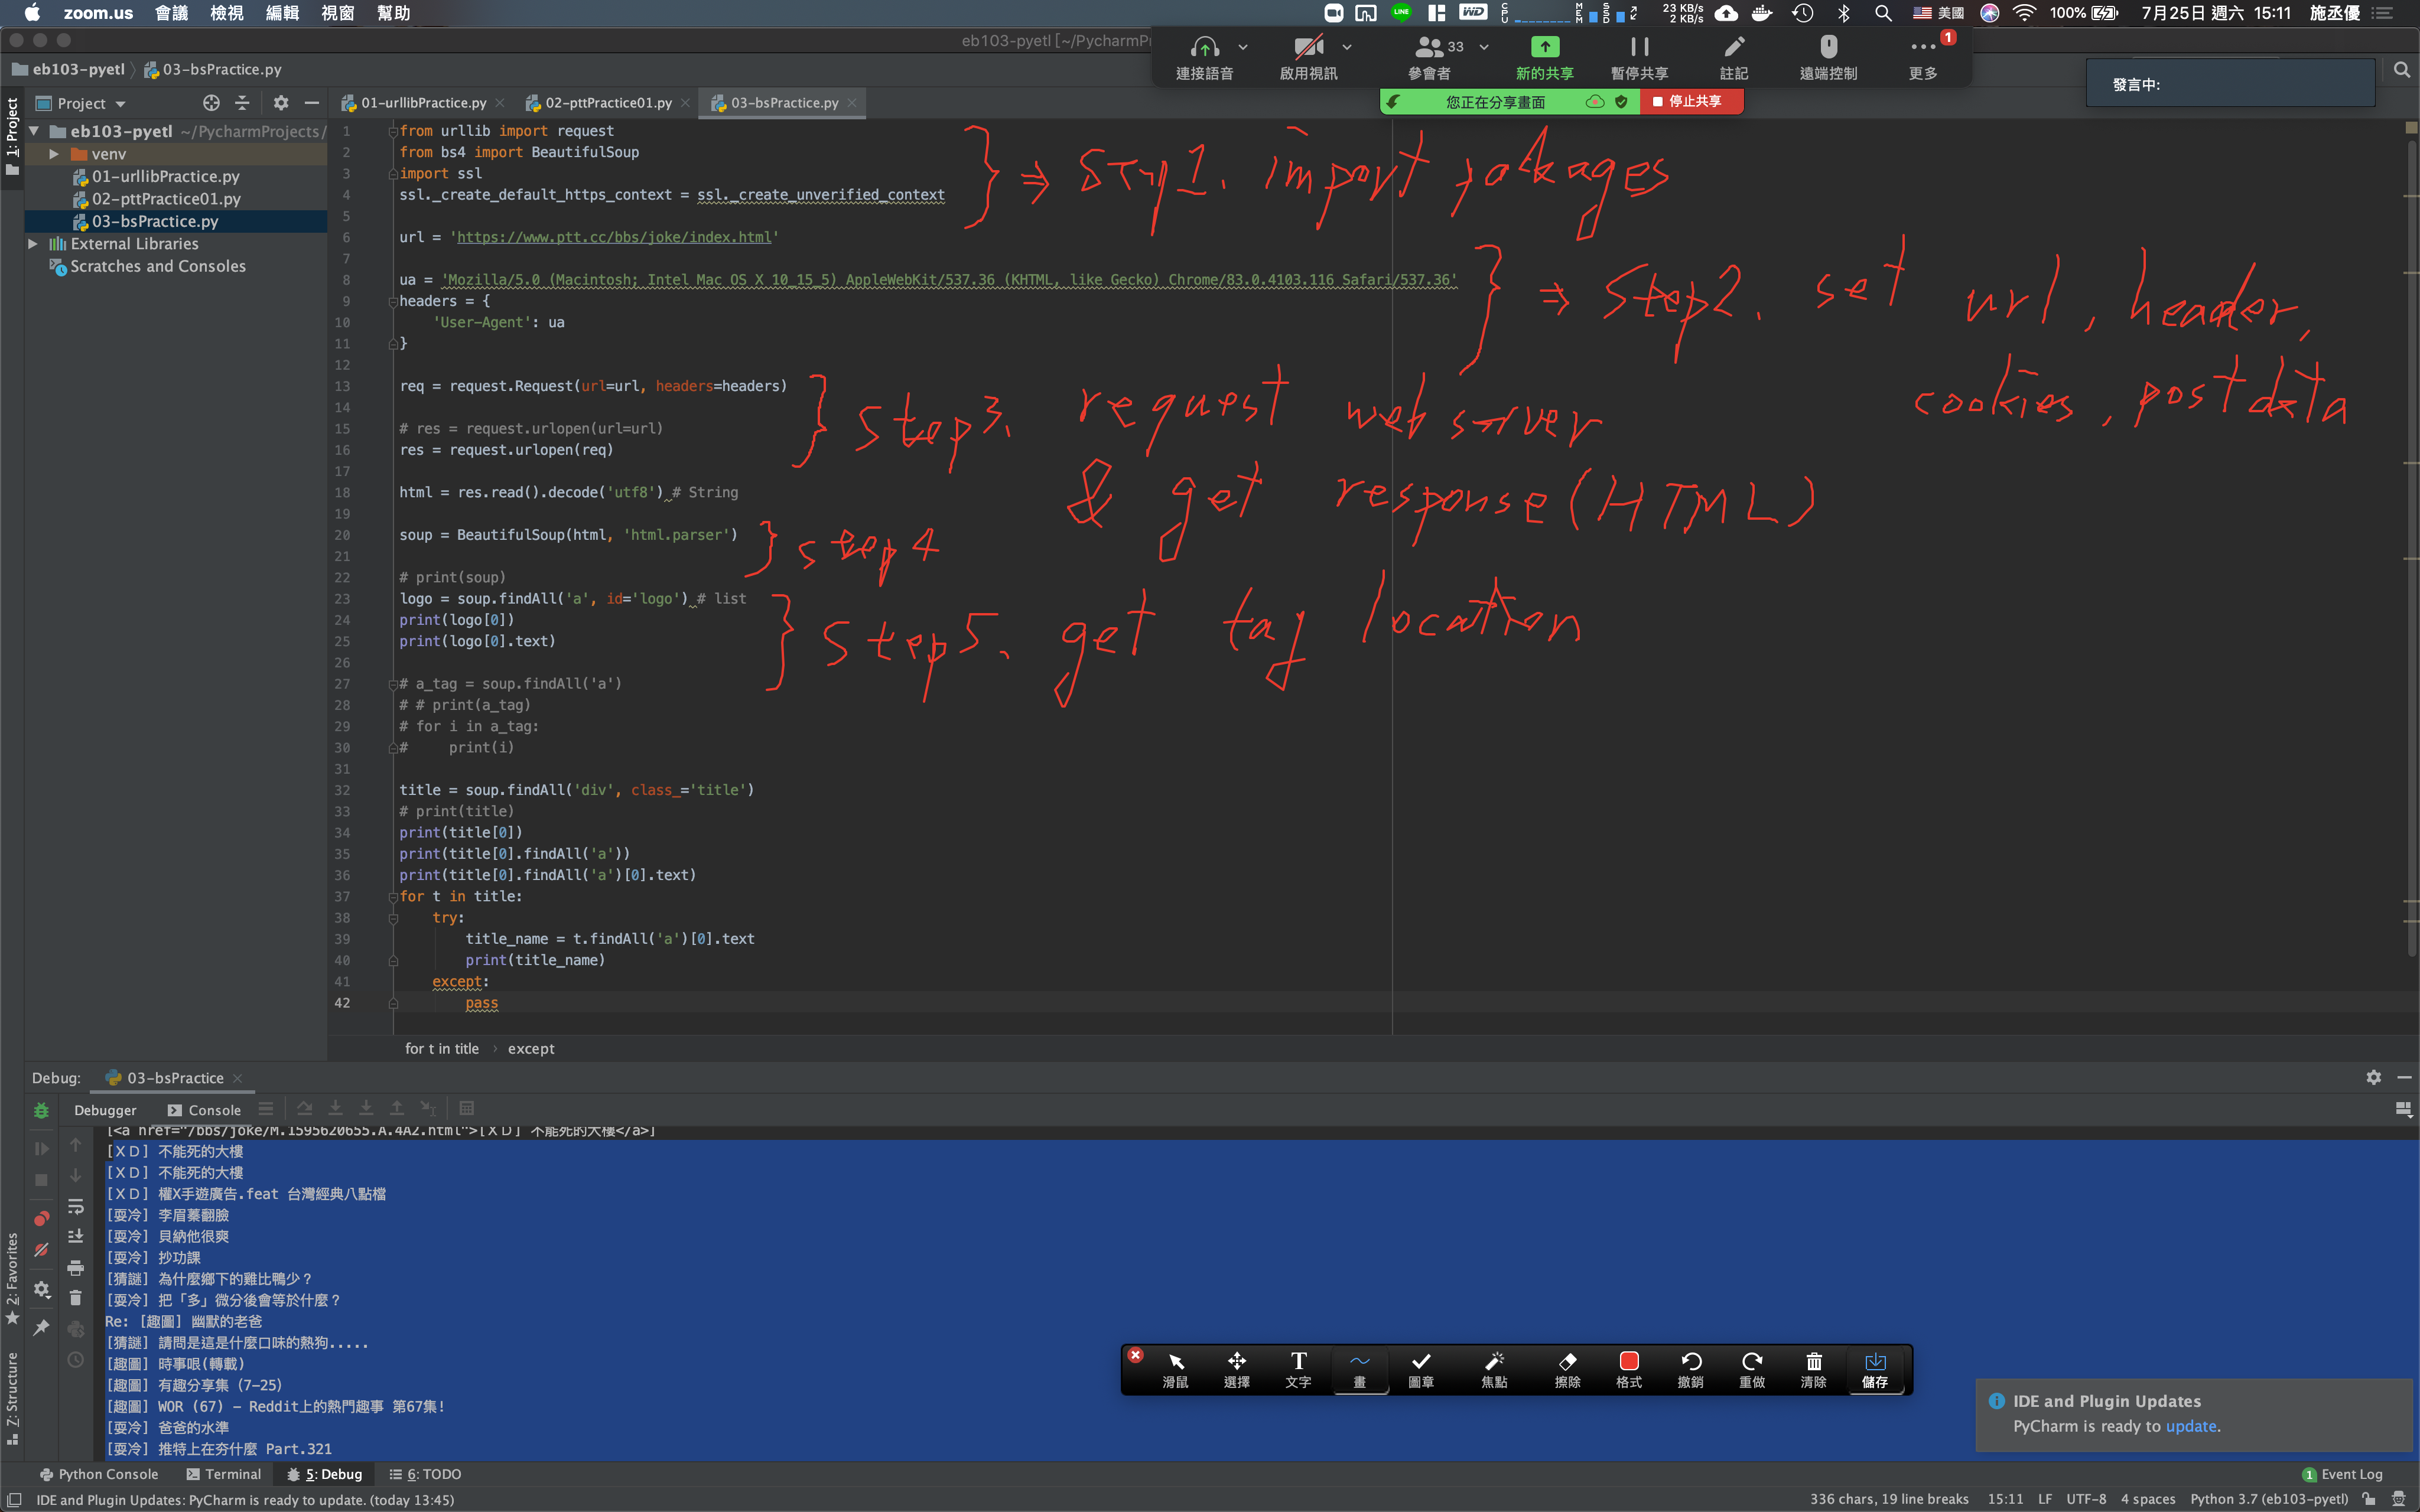 zoom.us 會議 檢視 編輯 視窗 幫助
LINE WD CPU MEM SSD 23 KB/s 2 KB/s 美國 100% 7月25日 週六 15:11 施丞優
eb103-pyetl [~/PycharmPr
連接語音 啟用視訊 參會者 33 新的共享 暫停共享 註記 遠端控制 更多 1
您正在分享畫面 停止共享
發言中:
eb103-pyetl 03-bsPractice.py
1: Project
Project
01-urllibPractice.py 02-pttPractice01.py 03-bsPractice.py
eb103-pyetl ~/PycharmProjects/
venv
01-urllibPractice.py
02-pttPractice01.py
03-bsPractice.py
External Libraries
Scratches and Consoles
1 from urllib import request
2 from bs4 import BeautifulSoup
3 import ssl
4 ssl._create_default_https_context = ssl._create_unverified_context
5
6 url = 'https://www.ptt.cc/bbs/joke/index.html'
7
8 ua = 'Mozilla/5.0 (Macintosh; Intel Mac OS X 10_15_5) AppleWebKit/537.36 (KHTML, like Gecko) Chrome/83.0.4103.116 Safari/537.36'
9 headers = {
10 'User-Agent': ua
11 }
12
13 req = request.Request(url=url, headers=headers)
14
15 # res = request.urlopen(url=url)
16 res = request.urlopen(req)
17
18 html = res.read().decode('utf8') # String
19
20 soup = BeautifulSoup(html, 'html.parser')
21
22 # print(soup)
23 logo = soup.findAll('a', id='logo') # list
24 print(logo[0])
25 print(logo[0].text)
26
27 # a_tag = soup.findAll('a')
28 # # print(a_tag)
29 # for i in a_tag:
30 #     print(i)
31
32 title = soup.findAll('div', class_='title')
33 # print(title)
34 print(title[0])
35 print(title[0].findAll('a'))
36 print(title[0].findAll('a')[0].text)
37 for t in title:
38 try:
39 title_name = t.findAll('a')[0].text
40 print(title_name)
41 except:
42 pass
} ⇒ Step1. import packages
} ⇒ Step2. set url, header,
cookies, postdata
} Step3. request web server
& get response (HTML)
} step4
} Step5. get tag location
for t in title › except
Debug: 03-bsPractice
Debugger Console
[<a href="/bbs/joke/M.1595620655.A.4A2.html">[ＸＤ] 不能死的大樓</a>]
[ＸＤ] 不能死的大樓
[ＸＤ] 不能死的大樓
[ＸＤ] 權X手遊廣告.feat 台灣經典八點檔
[耍冷] 李眉蓁翻臉
[耍冷] 貝納他很爽
[耍冷] 抄功課
[猜謎] 為什麼鄉下的雞比鴨少？
[耍冷] 把「多」微分後會等於什麼？
Re: [趣圖] 幽默的老爸
[猜謎] 請問是這是什麼口味的熱狗.....
[趣圖] 時事哏(轉載)
[趣圖] 有趣分享集 (7-25)
[趣圖] WOR (67) - Reddit上的熱門趣事 第67集!
[耍冷] 爸爸的水準
[耍冷] 推特上在夯什麼 Part.321
2: Favorites
7: Structure
滑鼠 選擇 T 文字 畫 圖章 焦點 擦除 格式 撤銷 重做 清除 儲存
IDE and Plugin Updates
PyCharm is ready to update.
Python Console Terminal 5: Debug 6: TODO 1 Event Log
IDE and Plugin Updates: PyCharm is ready to update. (today 13:45) 336 chars, 19 line breaks 15:11 LF UTF-8 4 spaces Python 3.7 (eb103-pyetl)